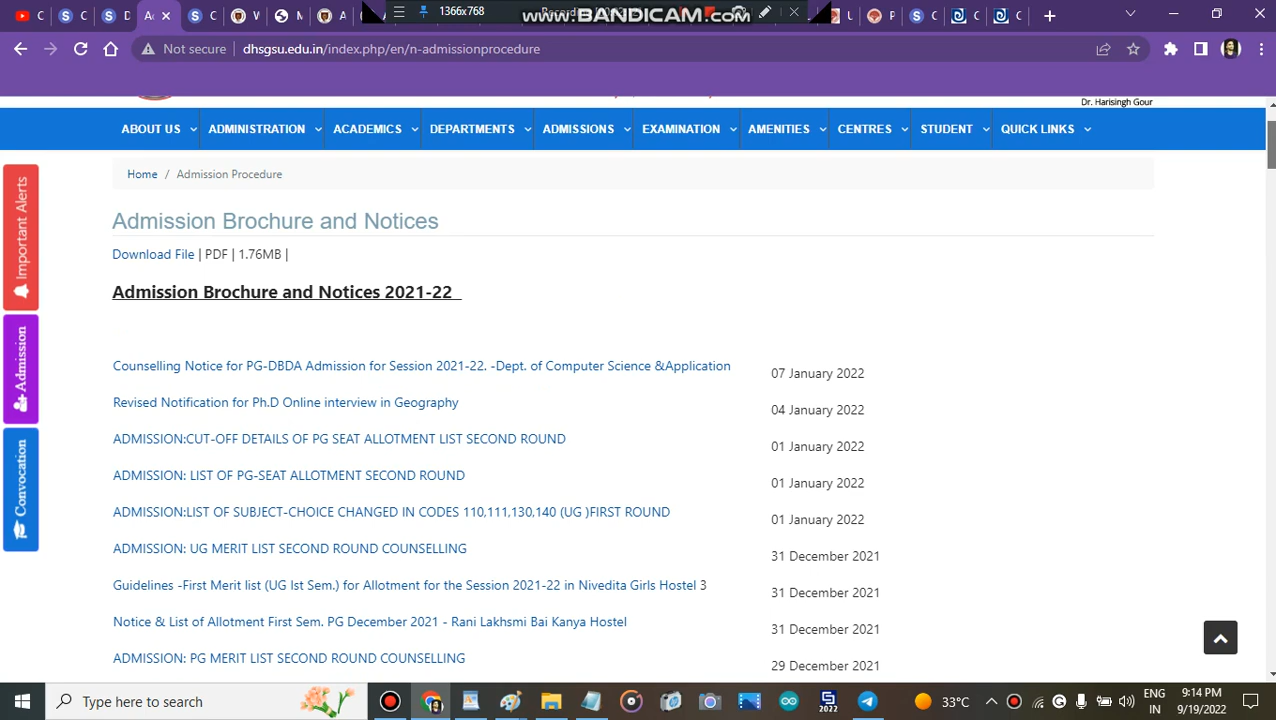 1366x768
www.BANDICAM.com
Not secure
dhsgsu.edu.in/index.php/en/n-admissionprocedure
Dr. Harisingh Gour
ABOUT US ADMINISTRATION ACADEMICS DEPARTMENTS ADMISSIONS EXAMINATION AMENITIES CENTRES STUDENT QUICK LINKS
Home / Admission Procedure
Important Alerts
Admission
Convocation
Admission Brochure and Notices
Download File | PDF | 1.76MB |
Admission Brochure and Notices 2021-22
Counselling Notice for PG-DBDA Admission for Session 2021-22. -Dept. of Computer Science &Application 07 January 2022
Revised Notification for Ph.D Online interview in Geography 04 January 2022
ADMISSION:CUT-OFF DETAILS OF PG SEAT ALLOTMENT LIST SECOND ROUND 01 January 2022
ADMISSION: LIST OF PG-SEAT ALLOTMENT SECOND ROUND 01 January 2022
ADMISSION:LIST OF SUBJECT-CHOICE CHANGED IN CODES 110,111,130,140 (UG )FIRST ROUND 01 January 2022
ADMISSION: UG MERIT LIST SECOND ROUND COUNSELLING 31 December 2021
Guidelines -First Merit list (UG Ist Sem.) for Allotment for the Session 2021-22 in Nivedita Girls Hostel 3 31 December 2021
Notice & List of Allotment First Sem. PG December 2021 - Rani Lakhsmi Bai Kanya Hostel 31 December 2021
ADMISSION: PG MERIT LIST SECOND ROUND COUNSELLING 29 December 2021
Type here to search
2022
33°C
ENG
IN
9:14 PM
9/19/2022